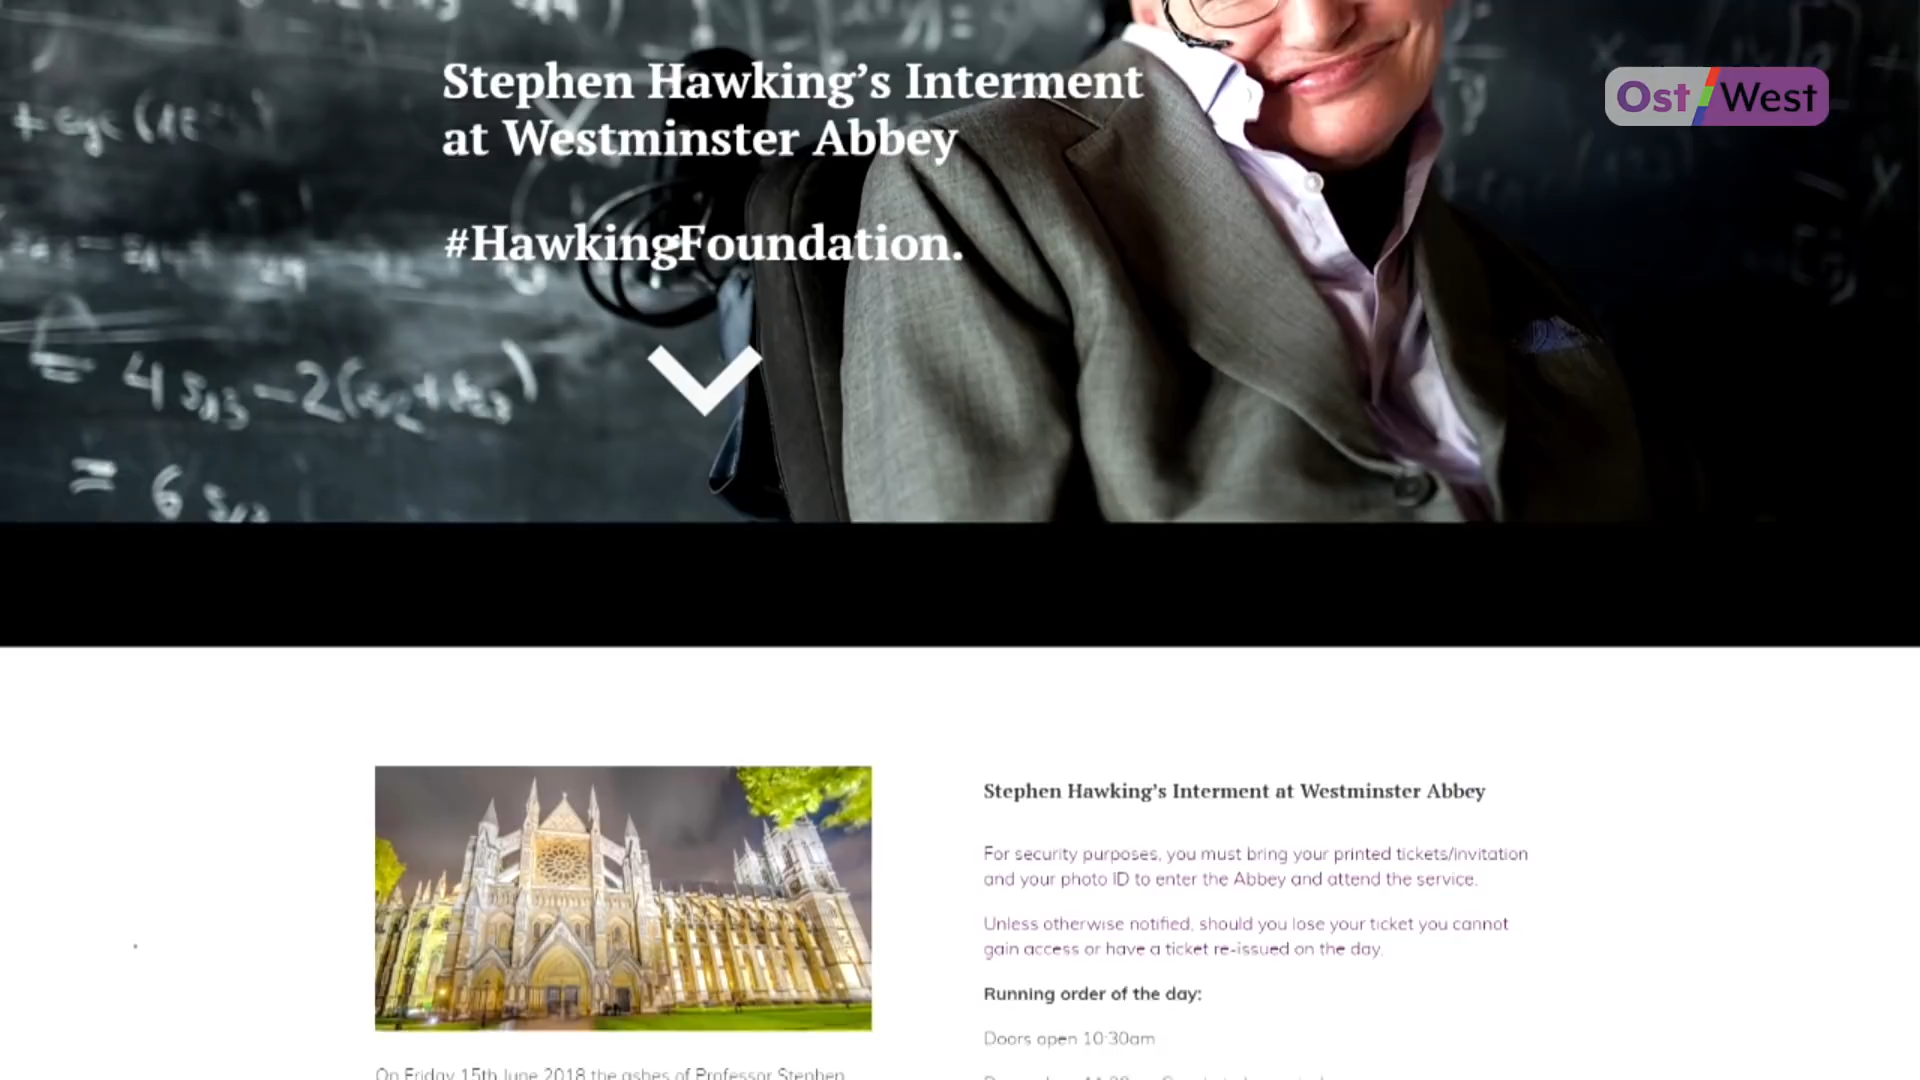 Stephen Hawking’s Interment
at Westminster Abbey
#HawkingFoundation.
Ost West
= 4 S
= 6 S
Stephen Hawking’s Interment at Westminster Abbey
For security purposes, you must bring your printed tickets/invitation
and your photo ID to enter the Abbey and attend the service.
Unless otherwise notified, should you lose your ticket you cannot
gain access or have a ticket re-issued on the day.
Running order of the day:
Doors open 10:30am
On Friday 15th June 2018 the ashes of Professor Stephen